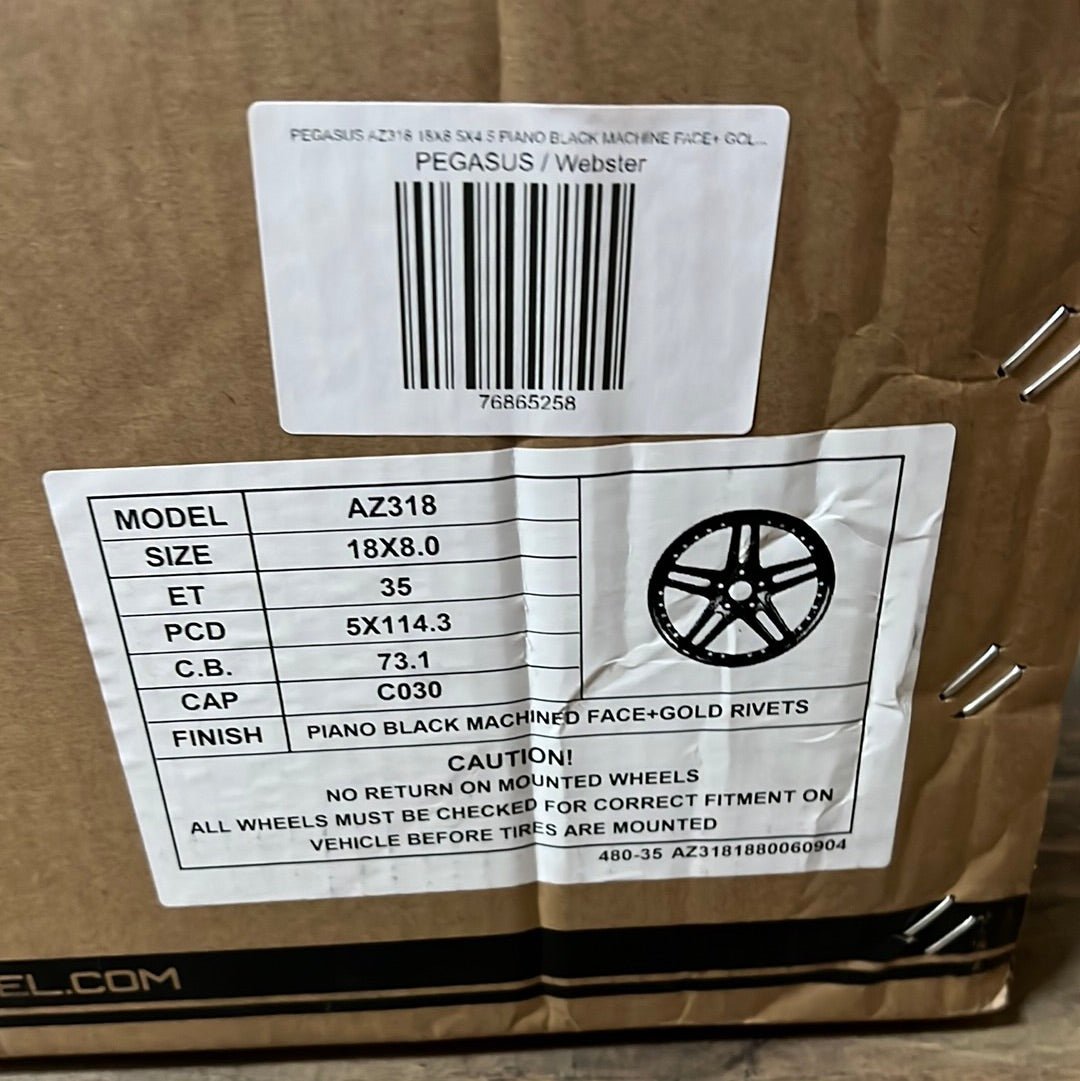 PEGASUS AZ318 18X8 5X4.5 PIANO BLACK MACHINE FACE+ GOL...
PEGASUS / Webster
76865258
MODEL AZ318
SIZE 18X8.0
ET 35
PCD 5X114.3
C.B. 73.1
CAP C030
FINISH PIANO BLACK MACHINED FACE+GOLD RIVETS
CAUTION!
NO RETURN ON MOUNTED WHEELS
ALL WHEELS MUST BE CHECKED FOR CORRECT FITMENT ON
VEHICLE BEFORE TIRES ARE MOUNTED
480-35 AZ3181880060904
EL.COM